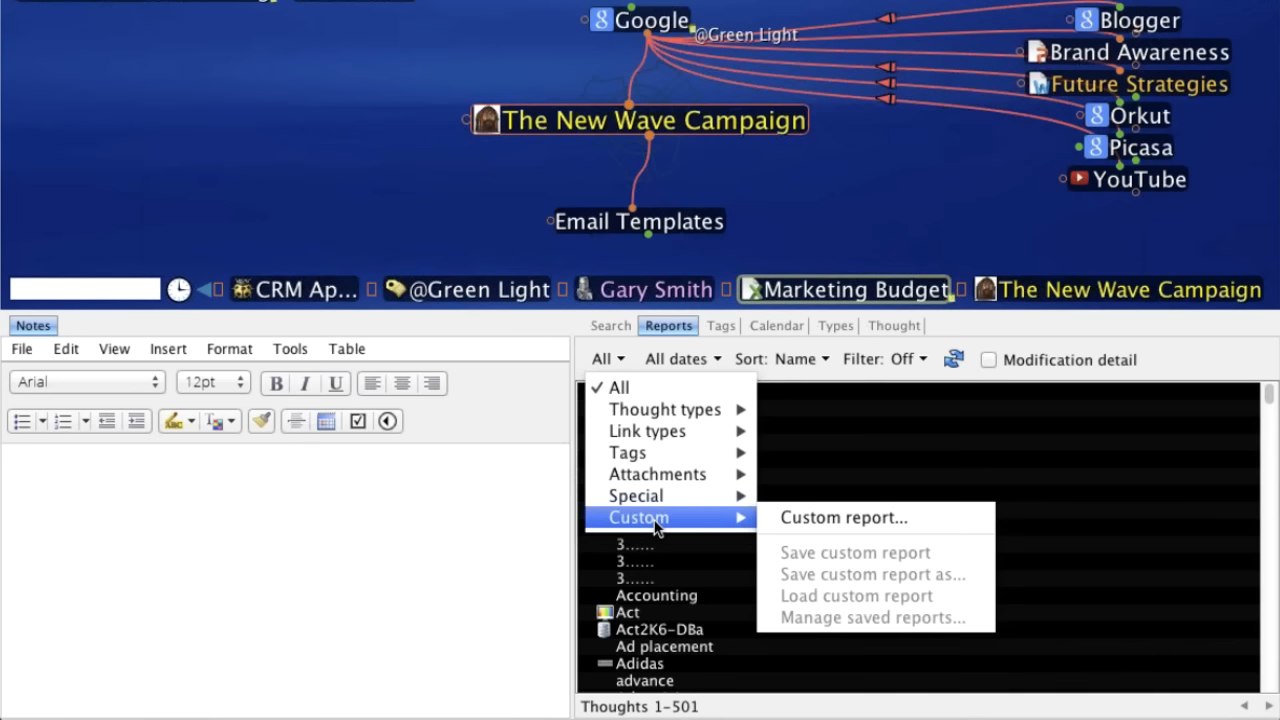 Google
@Green Light
Blogger
Brand Awareness
Future Strategies
The New Wave Campaign
Orkut
Picasa
YouTube
Email Templates
CRM Ap... @Green Light Gary Smith Marketing Budget The New Wave Campaign
Notes
Search Reports Tags Calendar Types Thought
File Edit View Insert Format Tools Table
All All dates Sort: Name Filter: Off Modification detail
Arial 12pt B I U
All
Thought types
Link types
Tags
Attachments
Special
Custom
Custom report...
Save custom report
Save custom report as...
Load custom report
Manage saved reports...
3......
3......
3......
Accounting
Act
Act2K6-DBa
Ad placement
Adidas
advance
Thoughts 1-501